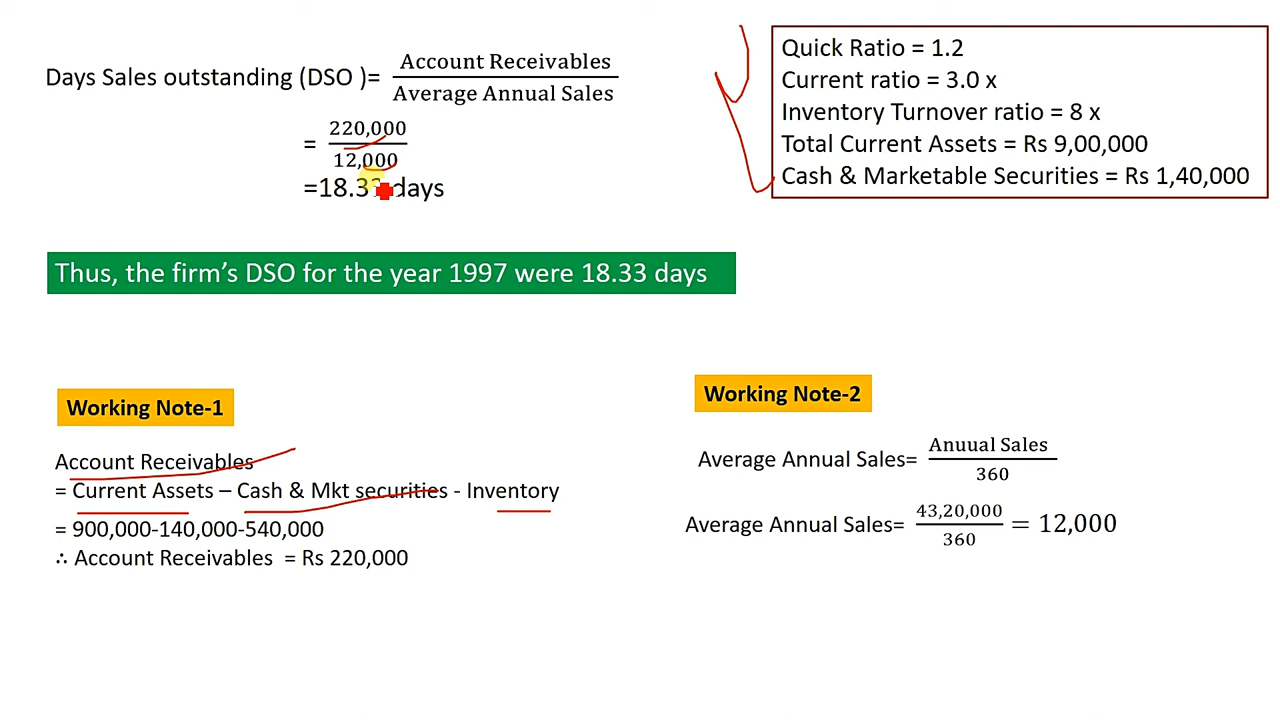 Days Sales outstanding (DSO )= Account Receivables / Average Annual Sales
= 220,000 / 12,000
=18.33 days
Quick Ratio = 1.2
Current ratio = 3.0 x
Inventory Turnover ratio = 8 x
Total Current Assets = Rs 9,00,000
Cash & Marketable Securities = Rs 1,40,000
Thus, the firm's DSO for the year 1997 were 18.33 days
Working Note-1
Account Receivables
= Current Assets – Cash & Mkt securities - Inventory
= 900,000-140,000-540,000
∴ Account Receivables = Rs 220,000
Working Note-2
Average Annual Sales= Anuual Sales / 360
Average Annual Sales= 43,20,000 / 360 = 12,000